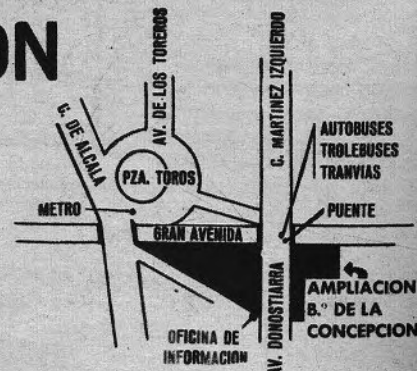 ON
AV. DE LOS TOREROS
C. MARTINEZ IZQUIERDO
C. DE ALCALA
PZA. TOROS
AUTOBUSES
TROLEBUSES
TRANVIAS
METRO
PUENTE
GRAN AVENIDA
AMPLIACION
B.º DE LA
CONCEPCION
OFICINA DE
INFORMACION
AV. DONOSTIARRA